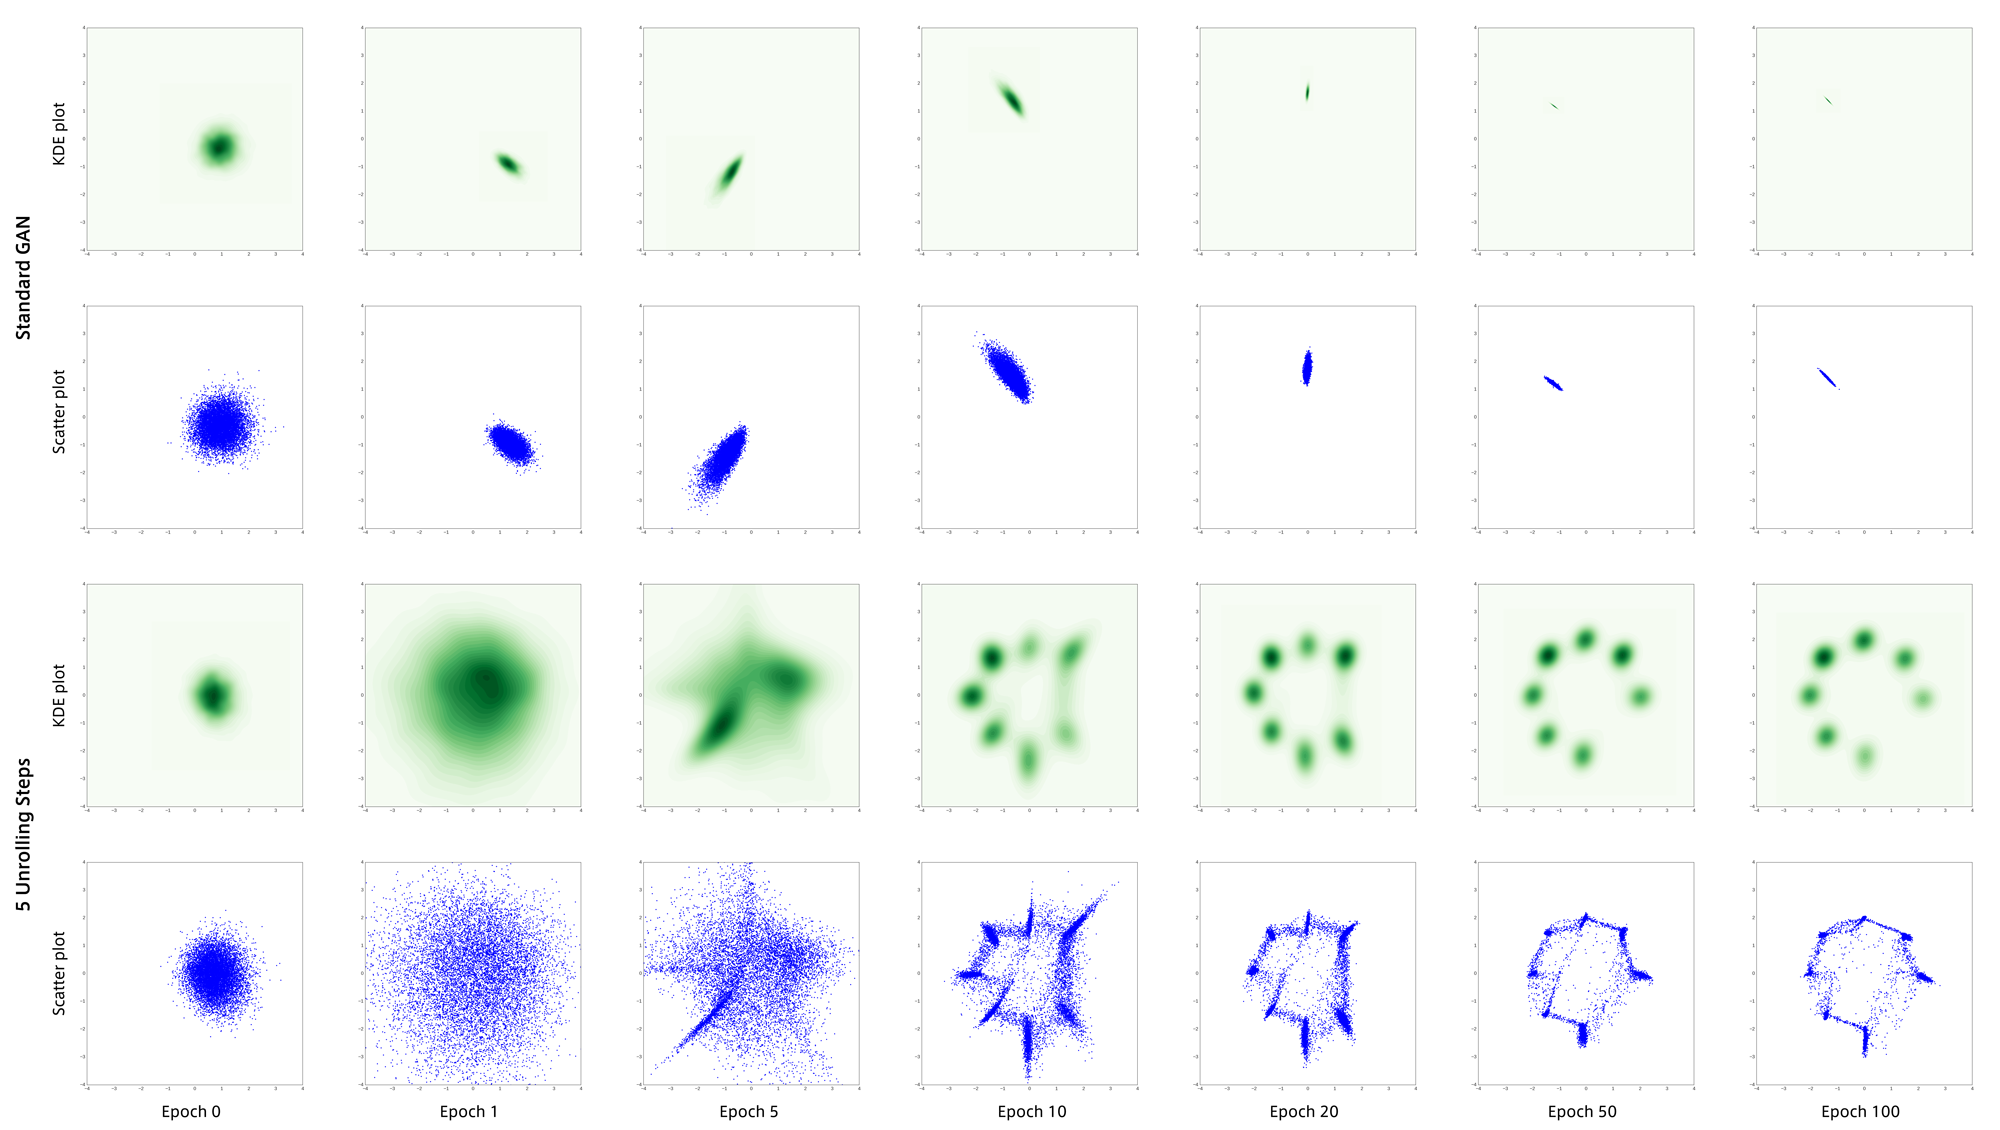 Standard GAN
KDE plot
Scatter plot
5 Unrolling Steps
KDE plot
Scatter plot
Epoch 0
Epoch 1
Epoch 5
Epoch 10
Epoch 20
Epoch 50
Epoch 100